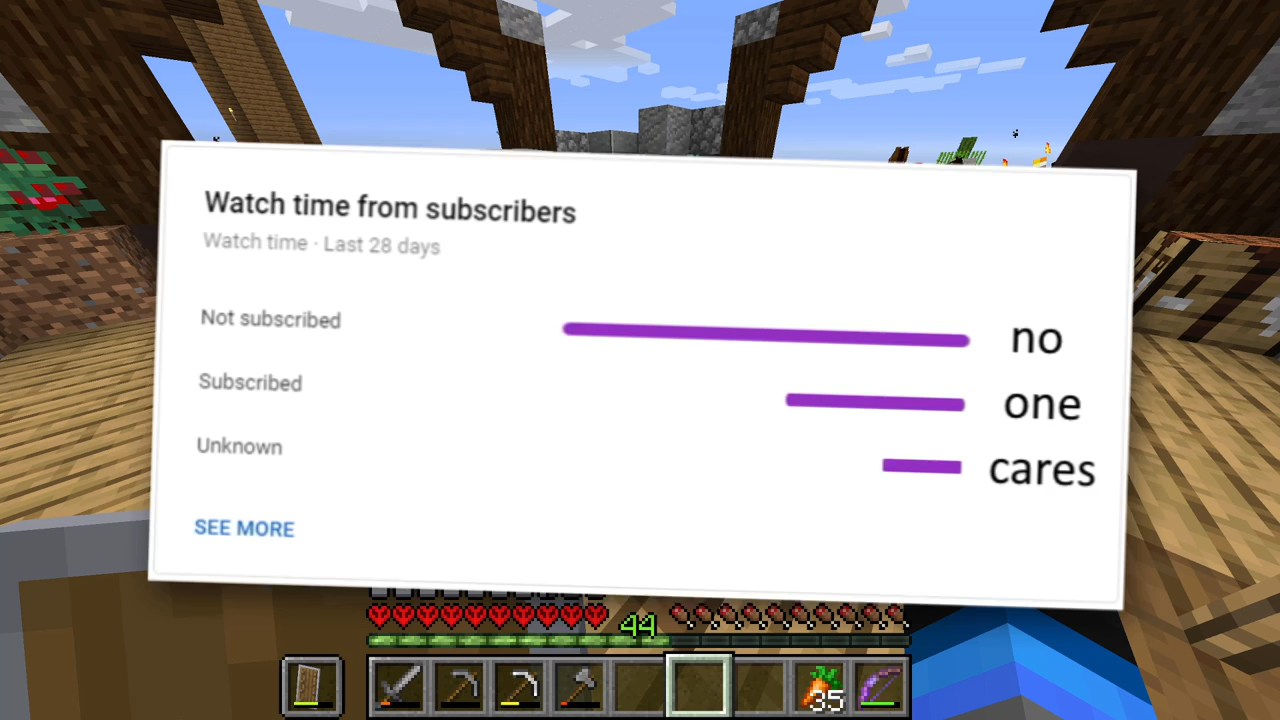 Watch time from subscribers
Watch time · Last 28 days
Not subscribed no
Subscribed one
Unknown cares
SEE MORE
44
35